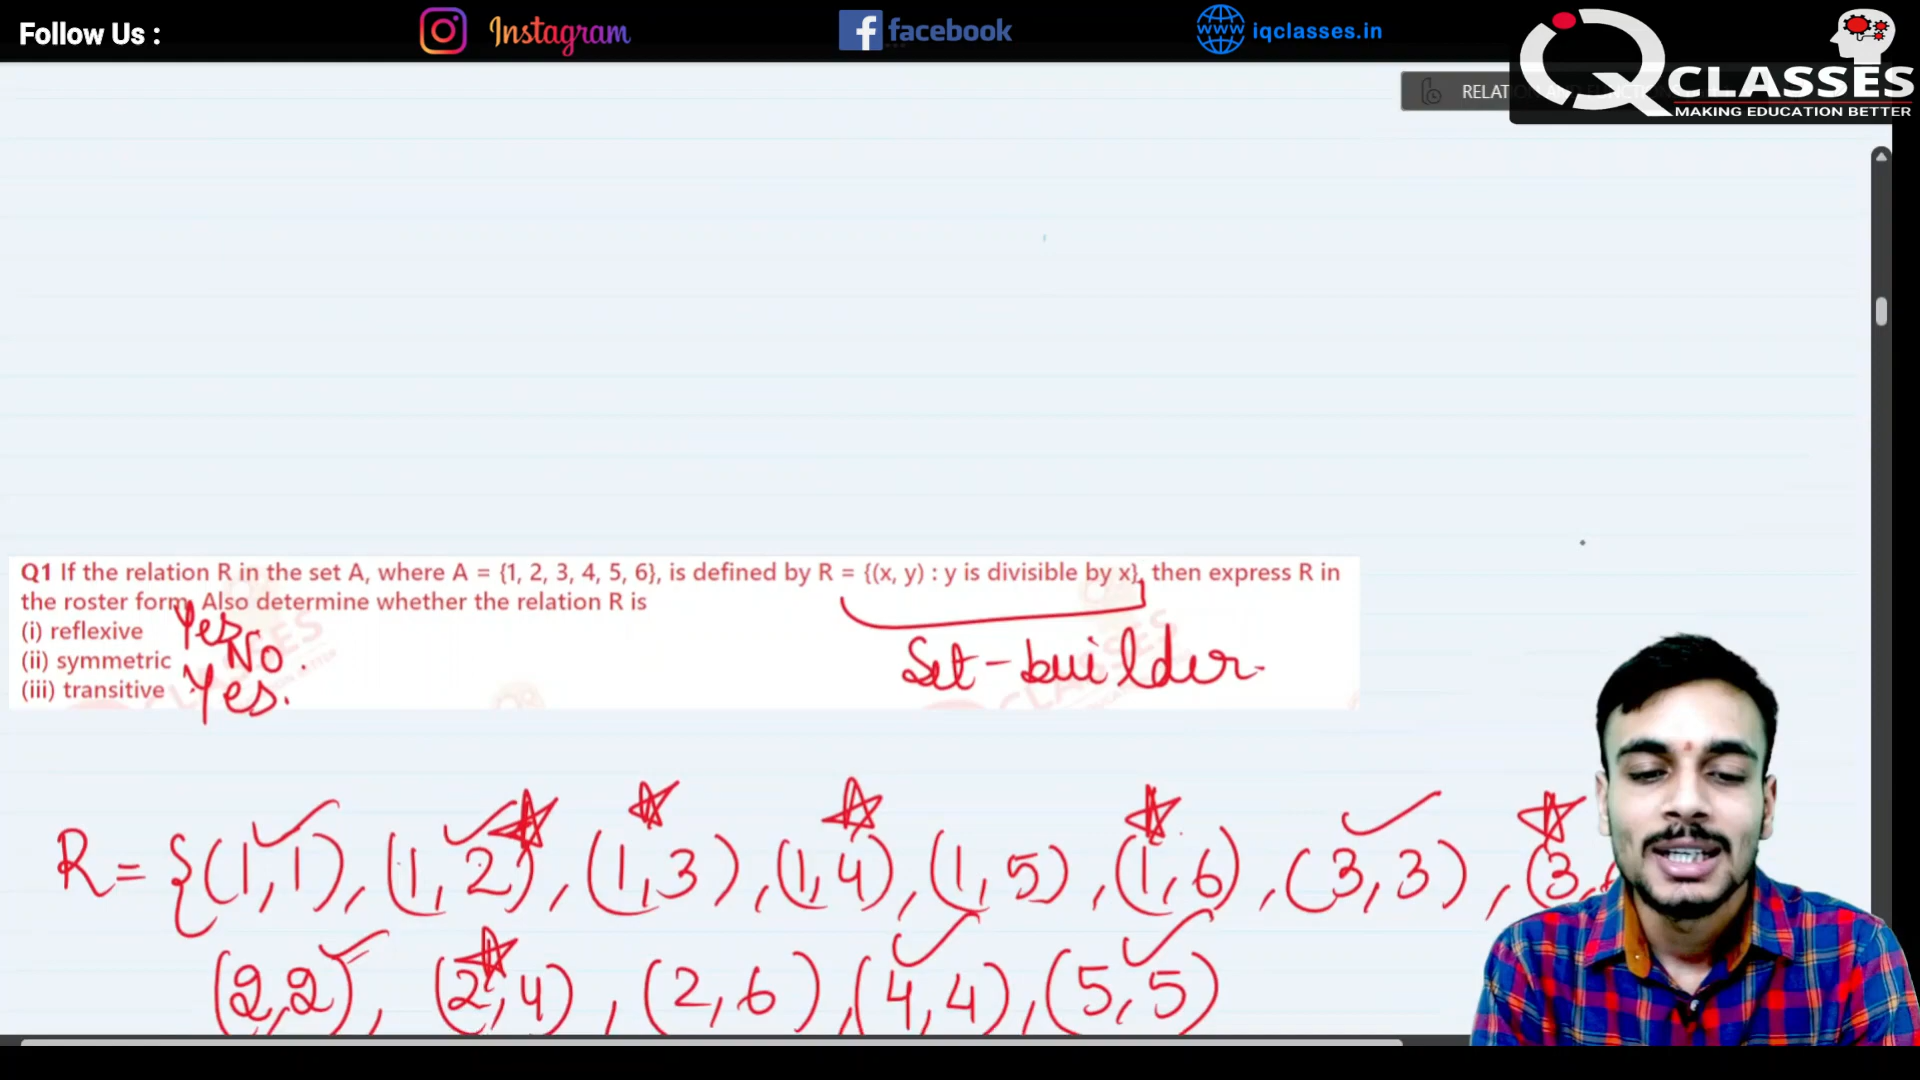 Follow Us :
Instagram
facebook
iqclasses.in
IQ CLASSES
MAKING EDUCATION BETTER
RELAT
Q1 If the relation R in the set A, where A = {1, 2, 3, 4, 5, 6}, is defined by R = {(x, y) : y is divisible by x}, then express R in
the roster form. Also determine whether the relation R is
(i) reflexive Yes
(ii) symmetric No.
(iii) transitive Yes.
Set-builder
R = {(1,1), (1,2), (1,3), (1,4), (1,5), (1,6), (3,3), (3,
(2,2), (2,4), (2,6), (4,4), (5,5)